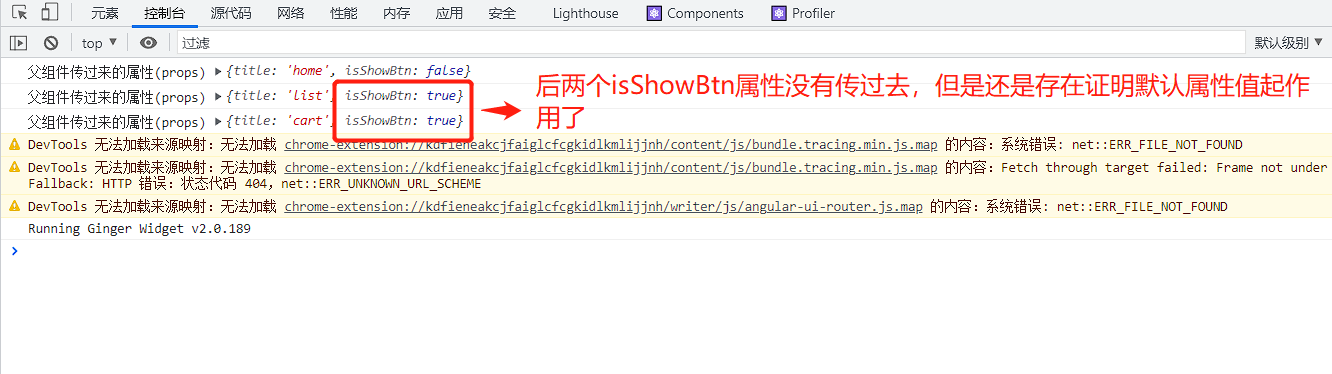 元素 控制台 源代码 网络 性能 内存 应用 安全 Lighthouse Components Profiler
top 过滤 默认级别
父组件传过来的属性(props) {title: 'home', isShowBtn: false}
父组件传过来的属性(props) {title: 'list', isShowBtn: true}
父组件传过来的属性(props) {title: 'cart', isShowBtn: true}
后两个isShowBtn属性没有传过去，但是还是存在证明默认属性值起作
用了
DevTools 无法加载来源映射：无法加载 chrome-extension://kdfieneakcjfaiglcfcgkidlkmlijjnh/content/js/bundle.tracing.min.js.map 的内容：系统错误: net::ERR_FILE_NOT_FOUND
DevTools 无法加载来源映射：无法加载 chrome-extension://kdfieneakcjfaiglcfcgkidlkmlijjnh/content/js/bundle.tracing.min.js.map 的内容：Fetch through target failed: Frame not under
Fallback: HTTP 错误：状态代码 404，net::ERR_UNKNOWN_URL_SCHEME
DevTools 无法加载来源映射：无法加载 chrome-extension://kdfieneakcjfaiglcfcgkidlkmlijjnh/writer/js/angular-ui-router.js.map 的内容：系统错误: net::ERR_FILE_NOT_FOUND
Running Ginger Widget v2.0.189